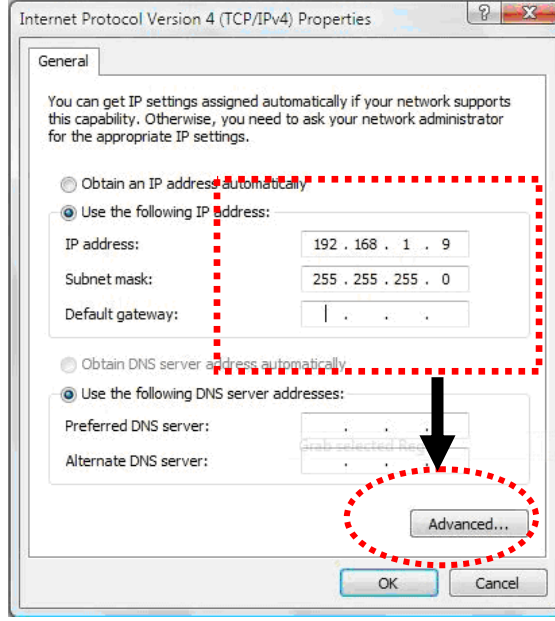 Internet Protocol Version 4 (TCP/IPv4) Properties
?
General
You can get IP settings assigned automatically if your network supports
this capability. Otherwise, you need to ask your network administrator
for the appropriate IP settings.
Obtain an IP address automatically
Use the following IP address:
IP address: 192 . 168 . 1 . 9
Subnet mask: 255 . 255 . 255 . 0
Default gateway: . . .
Obtain DNS server address automatically
Use the following DNS server addresses:
Preferred DNS server: . . .
Grab selected Reg
Alternate DNS server: . . .
Advanced...
OK Cancel